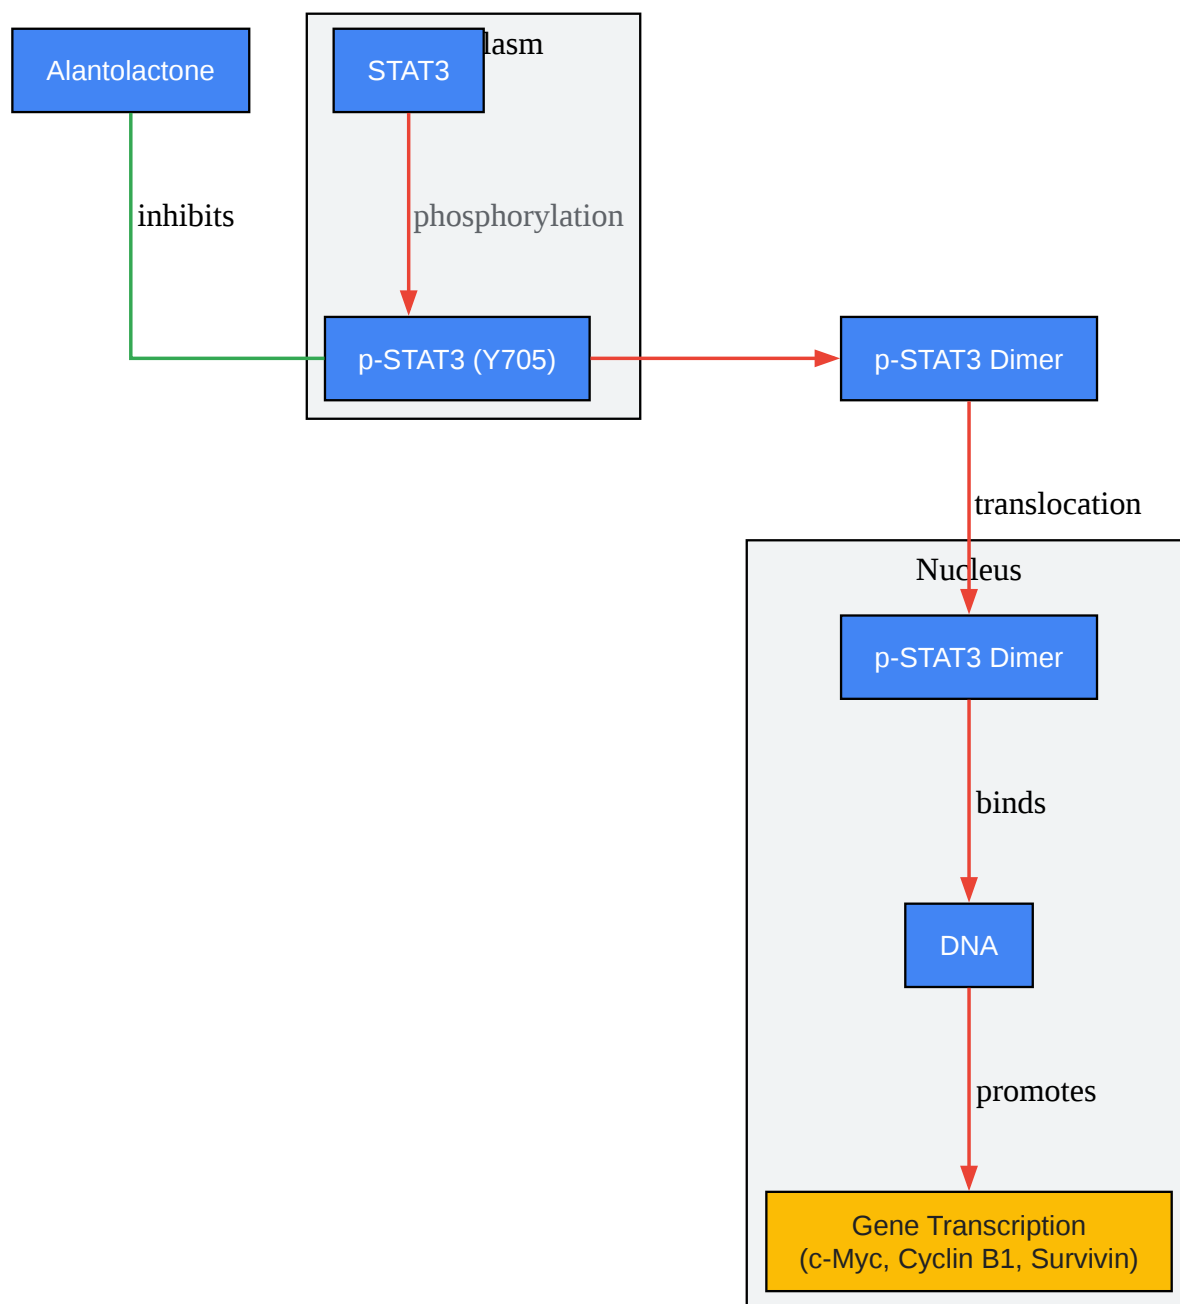 Alantolactone
STAT3
lasm
inhibits
phosphorylation
p-STAT3 (Y705)
p-STAT3 Dimer
translocation
Nucleus
p-STAT3 Dimer
binds
DNA
promotes
Gene Transcription
(c-Myc, Cyclin B1, Survivin)